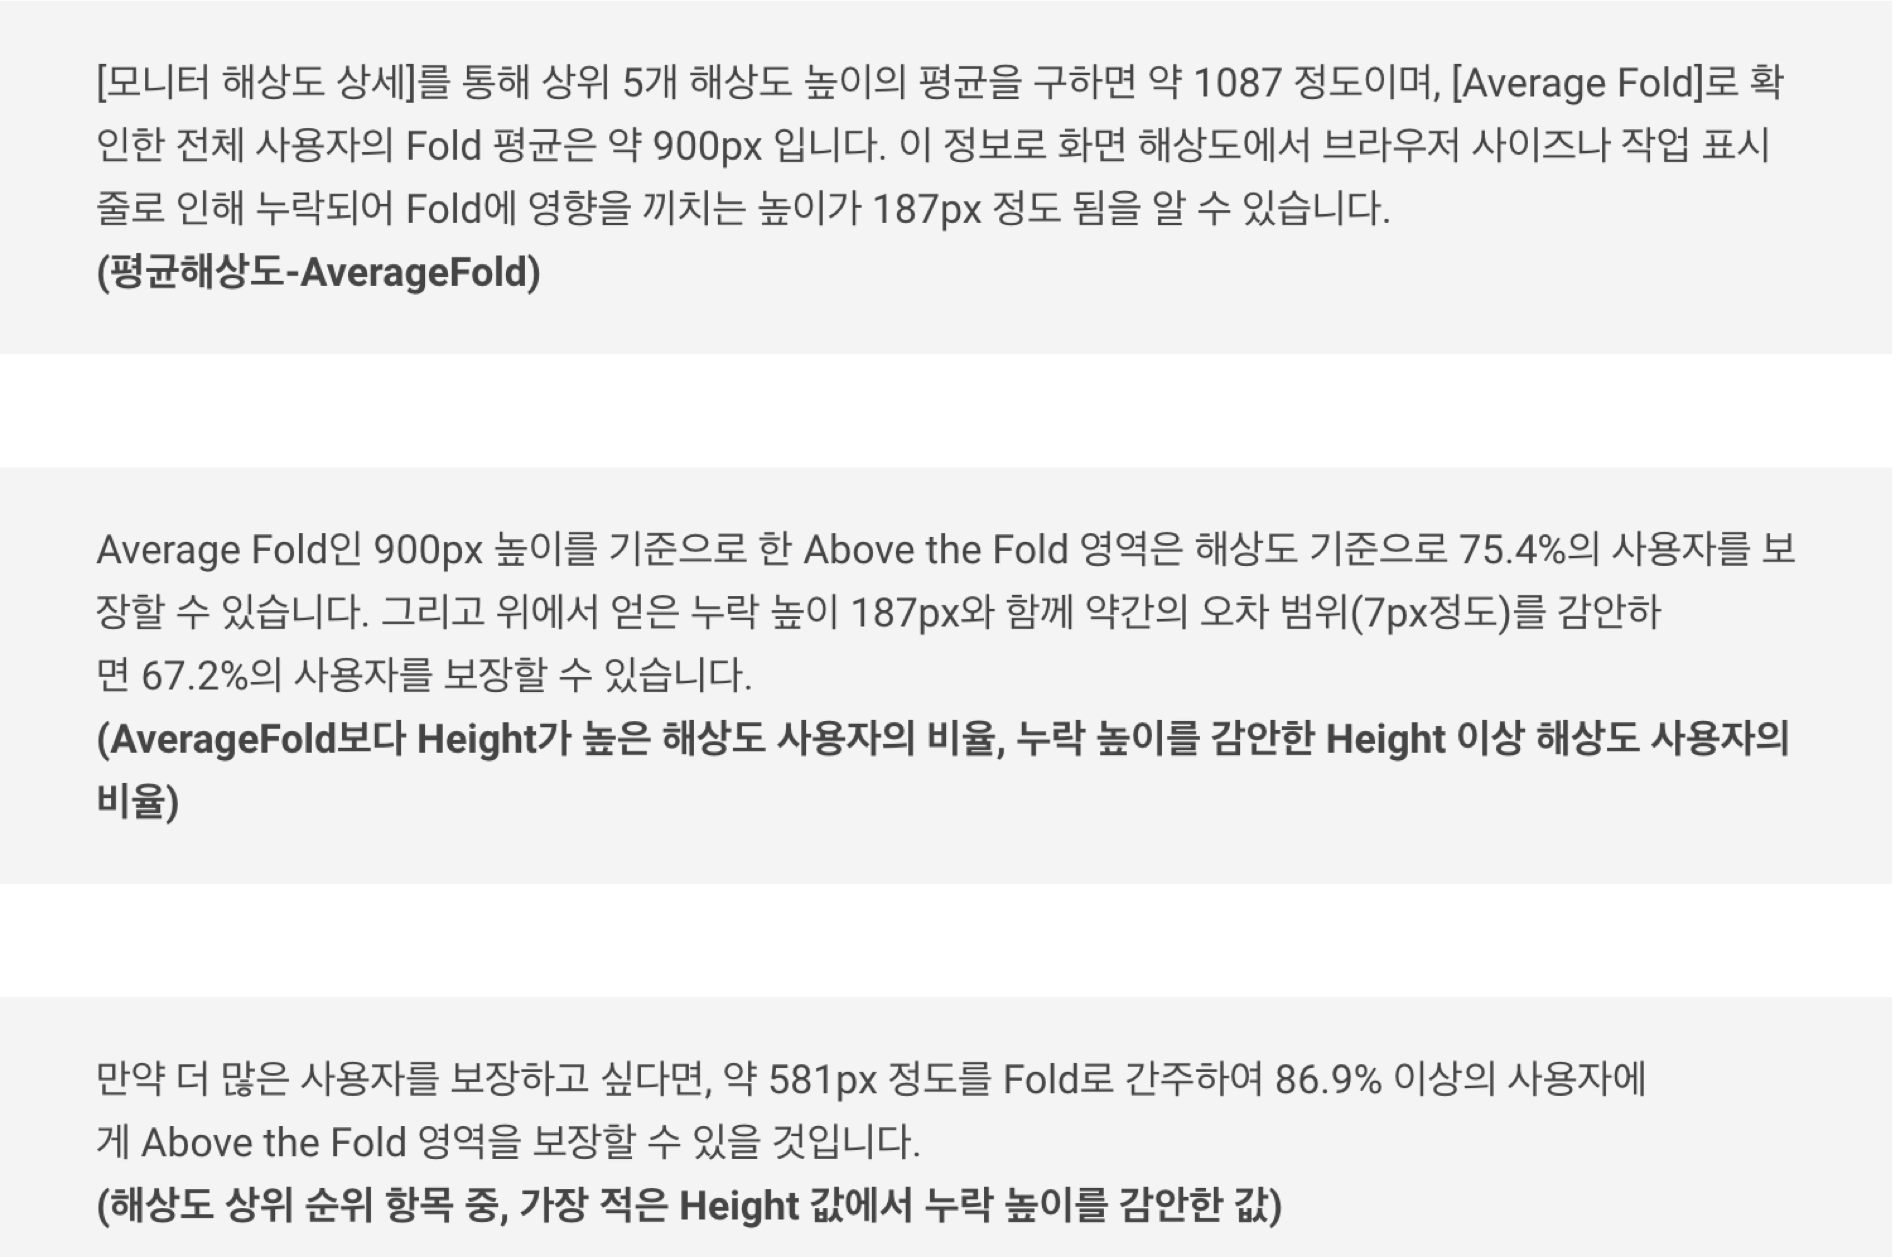 [모니터 해상도 상세]를 통해 상위 5개 해상도 높이의 평균을 구하면 약 1087 정도이며, [Average Fold]로 확
인한 전체 사용자의 Fold 평균은 약 900px 입니다. 이 정보로 화면 해상도에서 브라우저 사이즈나 작업 표시
줄로 인해 누락되어 Fold에 영향을 끼치는 높이가 187px 정도 됨을 알 수 있습니다.
(평균해상도-AverageFold)
Average Fold인 900px 높이를 기준으로 한 Above the Fold 영역은 해상도 기준으로 75.4%의 사용자를 보
장할 수 있습니다. 그리고 위에서 얻은 누락 높이 187px와 함께 약간의 오차 범위(7px정도)를 감안하
면 67.2%의 사용자를 보장할 수 있습니다.
(AverageFold보다 Height가 높은 해상도 사용자의 비율, 누락 높이를 감안한 Height 이상 해상도 사용자의
비율)
만약 더 많은 사용자를 보장하고 싶다면, 약 581px 정도를 Fold로 간주하여 86.9% 이상의 사용자에
게 Above the Fold 영역을 보장할 수 있을 것입니다.
(해상도 상위 순위 항목 중, 가장 적은 Height 값에서 누락 높이를 감안한 값)